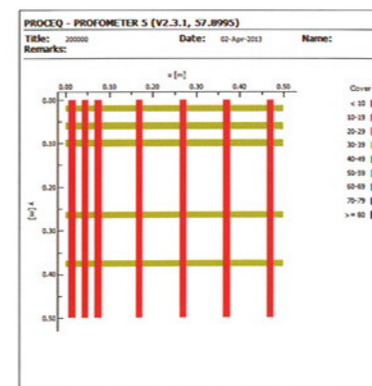 PROCEQ - PROFOMETER 5 (V2.3.1, 57.8995)
Title: 200000 Date: 02-Apr-2013 Name:
Remarks:
x [m]
0.00 0.10 0.20 0.30 0.40 0.50
Cover
< 10
10-19
20-29
30-39
40-49
50-59
60-69
70-79
>= 80
0.00
0.10
0.20
y [m]
0.30
0.40
0.50